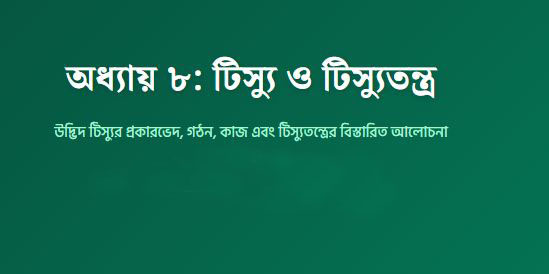 অধ্যায় ৮: টিস্যু ও টিস্যুতন্ত্র
উদ্ভিদ টিস্যুর প্রকারভেদ, গঠন, কাজ এবং টিস্যুতন্ত্রের বিস্তারিত আলোচনা